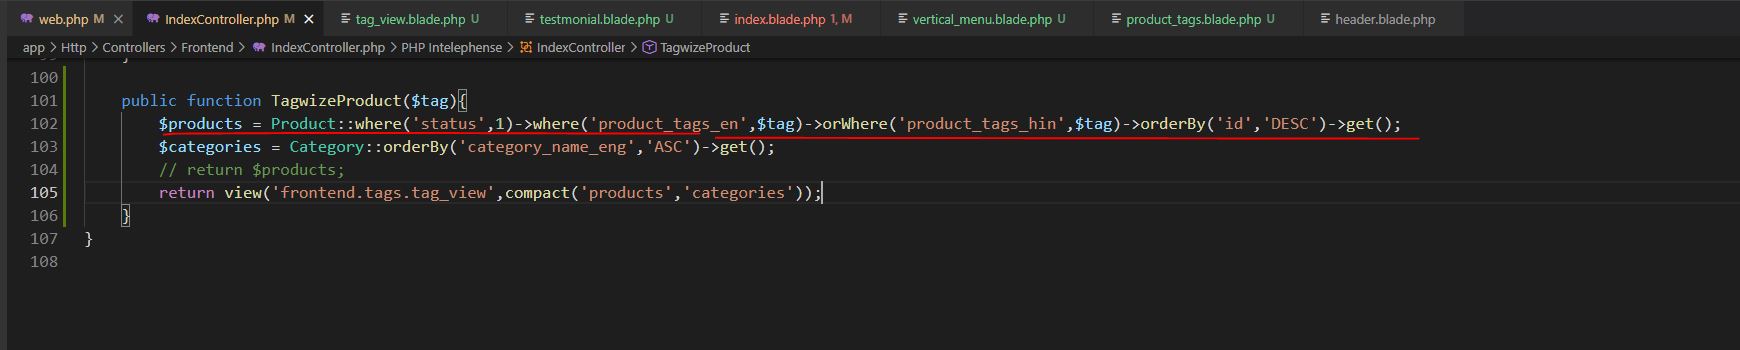 web.php M
IndexController.php M
tag_view.blade.php U
testmonial.blade.php U
index.blade.php 1, M
vertical_menu.blade.php U
product_tags.blade.php U
header.blade.php
app > Http > Controllers > Frontend > IndexController.php > PHP Intelephense > IndexController > TagwizeProduct
100
101 public function TagwizeProduct($tag){
102 $products = Product::where('status',1)->where('product_tags_en',$tag)->orWhere('product_tags_hin',$tag)->orderBy('id','DESC')->get();
103 $categories = Category::orderBy('category_name_eng','ASC')->get();
104 // return $products;
105 return view('frontend.tags.tag_view',compact('products','categories'));
106 }
107 }
108